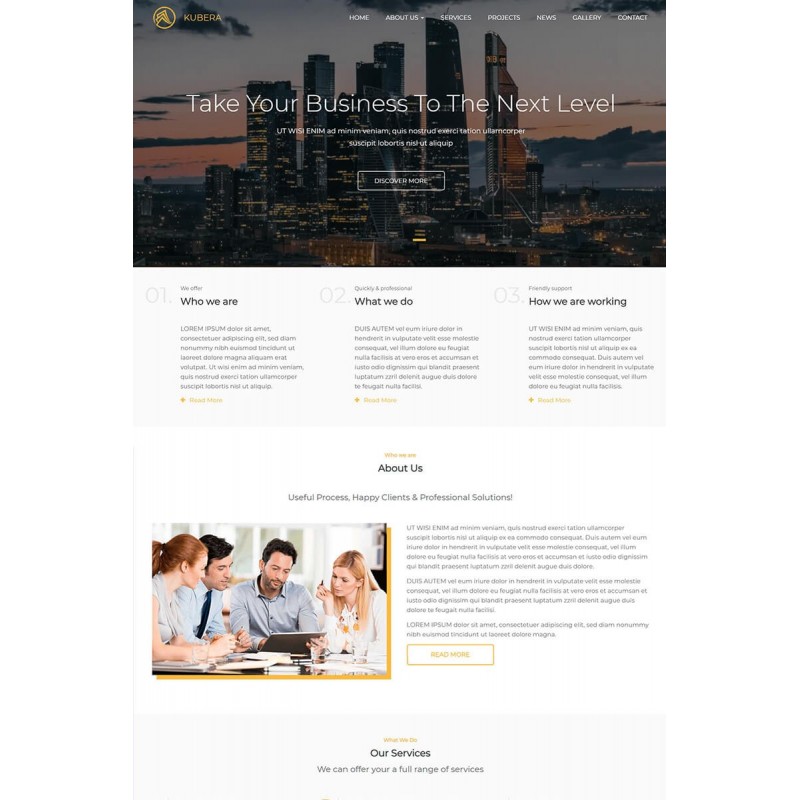 KUBERA
HOME ABOUT US SERVICES PROJECTS NEWS GALLERY CONTACT
Take Your Business To The Next Level
UT WISI ENIM ad minim veniam, quis nostrud exerci tation ullamcorper
suscipit lobortis nisl ut aliquip
DISCOVER MORE
01.
We offer
Who we are
LOREM IPSUM dolor sit amet,
consectetuer adipiscing elit, sed diam
nonummy nibh euismod tincidunt ut
laoreet dolore magna aliquam erat
volutpat. Ut wisi enim ad minim veniam,
quis nostrud exerci tation ullamcorper
suscipit lobortis nisl ut aliquip.
Read More
02.
Quickly & professional
What we do
DUIS AUTEM vel eum iriure dolor in
hendrerit in vulputate velit esse molestie
consequat, vel illum dolore eu feugiat
nulla facilisis at vero eros et accumsan et
iusto odio dignissim qui blandit praesent
luptatum zzril delenit augue duis dolore
te feugait nulla facilisi.
Read More
03.
Friendly support
How we are working
UT WISI ENIM ad minim veniam, quis
nostrud exerci tation ullamcorper
suscipit lobortis nisl ut aliquip ex ea
commodo consequat. Duis autem vel
eum iriure dolor in hendrerit in vulputate
velit esse molestie consequat, vel illum
dolore eu feugiat nulla facilisis.
Read More
Who we are
About Us
Useful Process, Happy Clients & Professional Solutions!
UT WISI ENIM ad minim veniam, quis nostrud exerci tation ullamcorper
suscipit lobortis nisl ut aliquip ex ea commodo consequat. Duis autem vel eum
iriure dolor in hendrerit in vulputate velit esse molestie consequat, vel illum
dolore eu feugiat nulla facilisis at vero eros et accumsan et iusto odio dignissim
qui blandit praesent luptatum zzril delenit augue duis dolore.
DUIS AUTEM vel eum iriure dolor in hendrerit in vulputate velit esse molestie
consequat, vel illum dolore eu feugiat nulla facilisis at vero eros et accumsan et
iusto odio dignissim qui blandit praesent luptatum zzril delenit augue duis
dolore te feugait nulla facilisi.
LOREM IPSUM dolor sit amet, consectetuer adipiscing elit, sed diam nonummy
nibh euismod tincidunt ut laoreet dolore magna.
READ MORE
What We Do
Our Services
We can offer your a full range of services